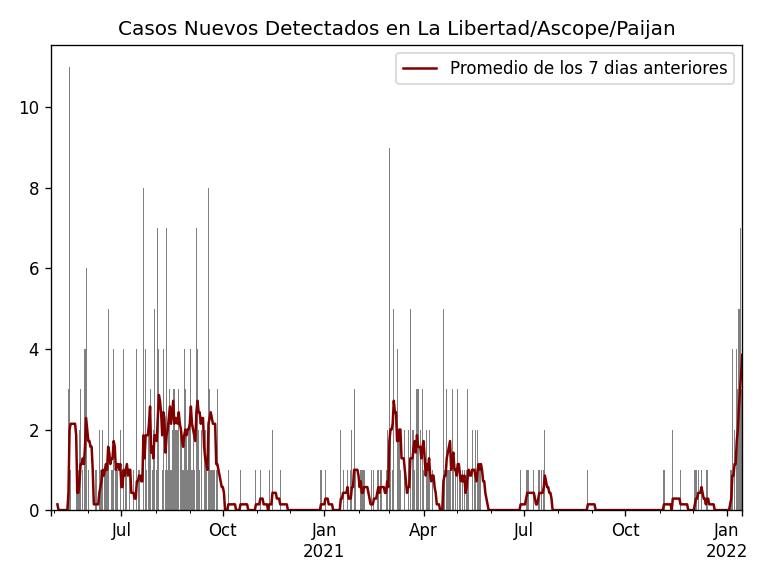 Casos Nuevos Detectados en La Libertad/Ascope/Paijan
Promedio de los 7 dias anteriores
10
8
6
4
2
0
Jul Oct Jan Apr Jul Oct Jan
2021 2022